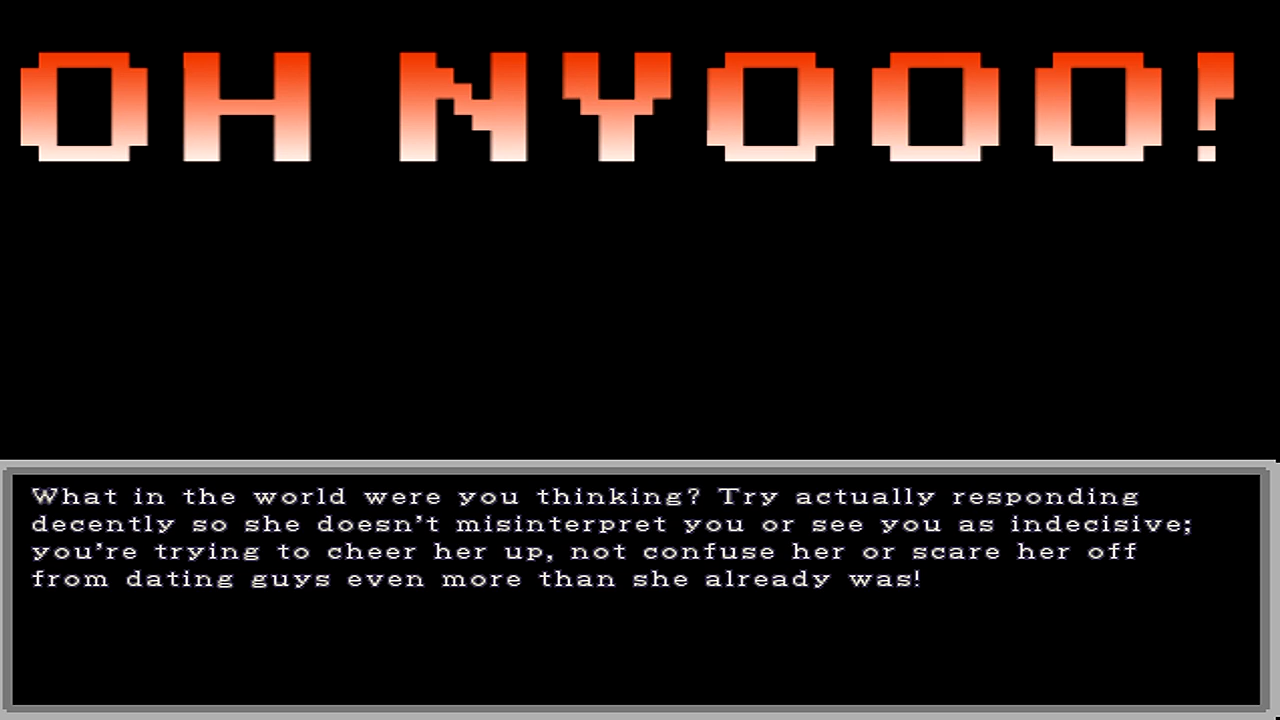 OH NYOOO!
What in the world were you thinking? Try actually responding
decently so she doesn't misinterpret you or see you as indecisive;
you're trying to cheer her up, not confuse her or scare her off
from dating guys even more than she already was!